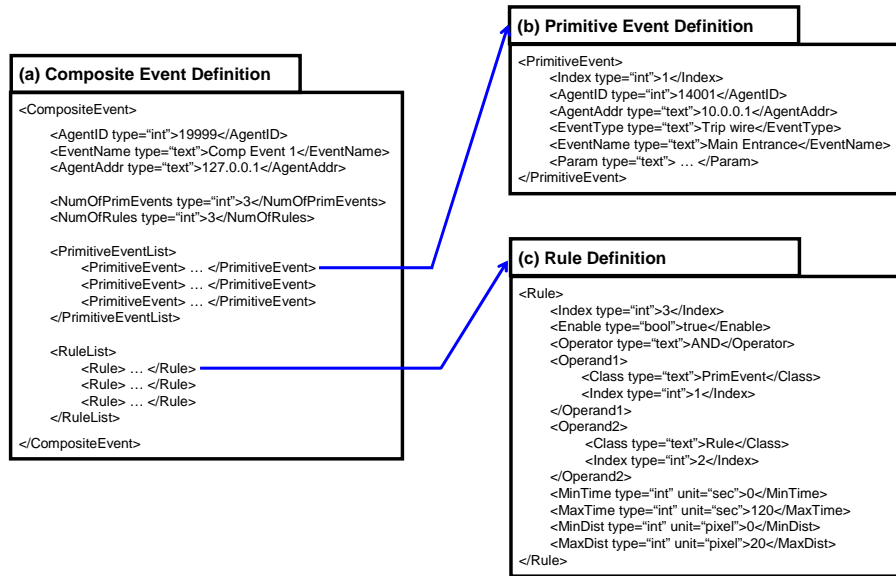 (a) Composite Event Definition
<CompositeEvent>
<AgentID type=“int”>19999</AgentID>
<EventName type=“text”>Comp Event 1</EventName>
<AgentAddr type=“text”>127.0.0.1</AgentAddr>
<NumOfPrimEvents type=“int”>3</NumOfPrimEvents>
<NumOfRules type=“int”>3</NumOfRules>
<PrimitiveEventList>
<PrimitiveEvent> … </PrimitiveEvent>
<PrimitiveEvent> … </PrimitiveEvent>
<PrimitiveEvent> … </PrimitiveEvent>
</PrimitiveEventList>
<RuleList>
<Rule> … </Rule>
<Rule> … </Rule>
<Rule> … </Rule>
</RuleList>
</CompositeEvent>
(b) Primitive Event Definition
<PrimitiveEvent>
<Index type=“int”>1</Index>
<AgentID type=“int”>14001</AgentID>
<AgentAddr type=“text”>10.0.0.1</AgentAddr>
<EventType type=“text”>Trip wire</EventType>
<EventName type=“text”>Main Entrance</EventName>
<Param type=“text”> … </Param>
</PrimitiveEvent>
(c) Rule Definition
<Rule>
<Index type=“int”>3</Index>
<Enable type=“bool”>true</Enable>
<Operator type=“text”>AND</Operator>
<Operand1>
<Class type=“text”>PrimEvent</Class>
<Index type=“int”>1</Index>
</Operand1>
<Operand2>
<Class type=“text”>Rule</Class>
<Index type=“int”>2</Index>
</Operand2>
<MinTime type=“int” unit=“sec”>0</MinTime>
<MaxTime type=“int” unit=“sec”>120</MaxTime>
<MinDist type=“int” unit=“pixel”>0</MinDist>
<MaxDist type=“int” unit=“pixel”>20</MaxDist>
</Rule>